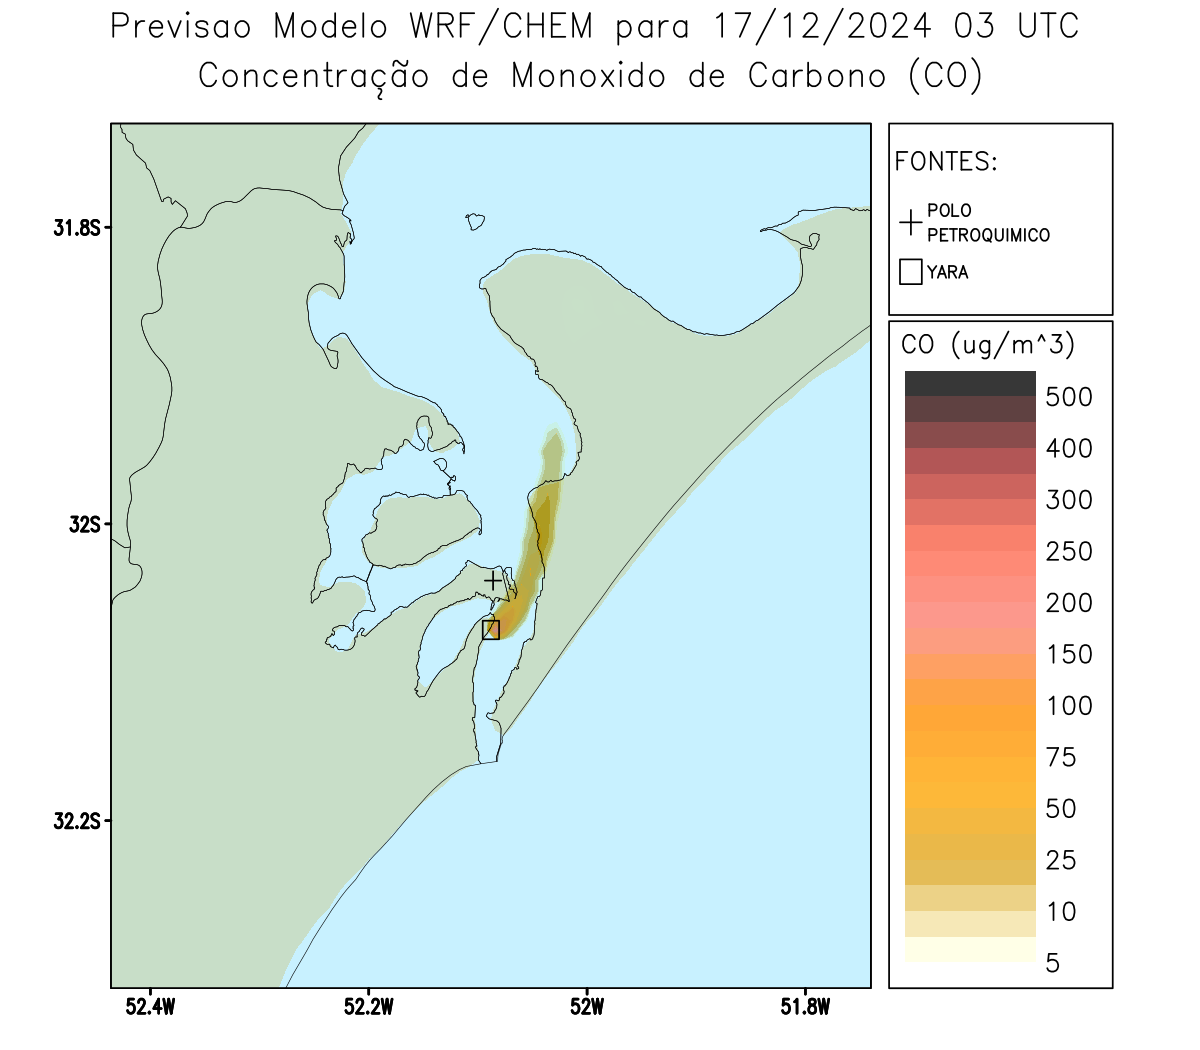 Previsao Modelo WRF/CHEM para 17/12/2024 03 UTC
Concentração de Monoxido de Carbono (CO)
FONTES:
POLO
PETROQUIMICO
YARA
CO (ug/m^3)
500
400
300
250
200
150
100
75
50
25
10
5
31.8S
32S
32.2S
52.4W
52.2W
52W
51.8W